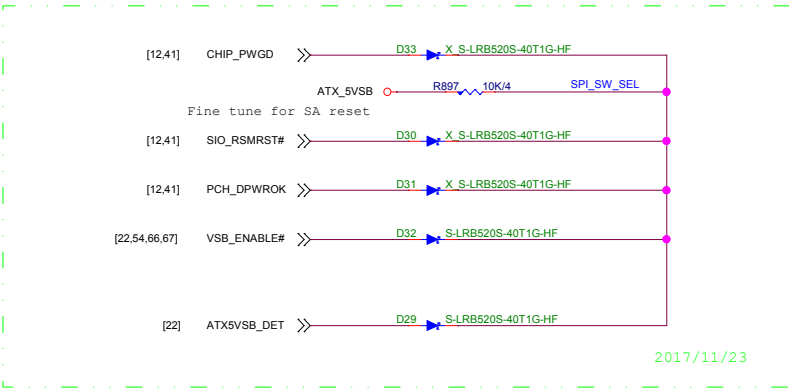 [12,41] CHIP_PWGD D33 X_S-LRB520S-40T1G-HF
ATX_5VSB R897 10K/4 SPI_SW_SEL
Fine tune for SA reset
[12,41] SIO_RSMRST# D30 X_S-LRB520S-40T1G-HF
[12,41] PCH_DPWROK D31 X_S-LRB520S-40T1G-HF
[22,54,66,67] VSB_ENABLE# D32 S-LRB520S-40T1G-HF
[22] ATX5VSB_DET D29 S-LRB520S-40T1G-HF
2017/11/23